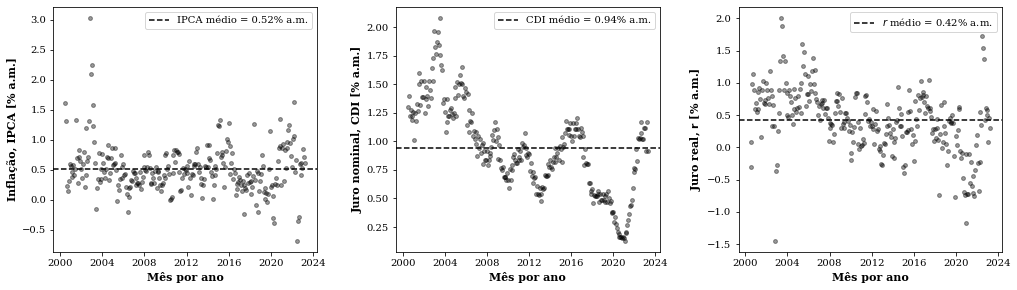 3.0
2.5
2.0
1.5
1.0
0.5
0.0
−0.5
Inflação, IPCA [% a.m.]
IPCA médio = 0.52% a.m.
2000 2004 2008 2012 2016 2020 2024
Mês por ano
2.00
1.75
1.50
1.25
1.00
0.75
0.50
0.25
Juro nominal, CDI [% a.m.]
CDI médio = 0.94% a.m.
2000 2004 2008 2012 2016 2020 2024
Mês por ano
2.0
1.5
1.0
0.5
0.0
−0.5
−1.0
−1.5
Juro real, r [% a.m.]
r médio = 0.42% a.m.
2000 2004 2008 2012 2016 2020 2024
Mês por ano